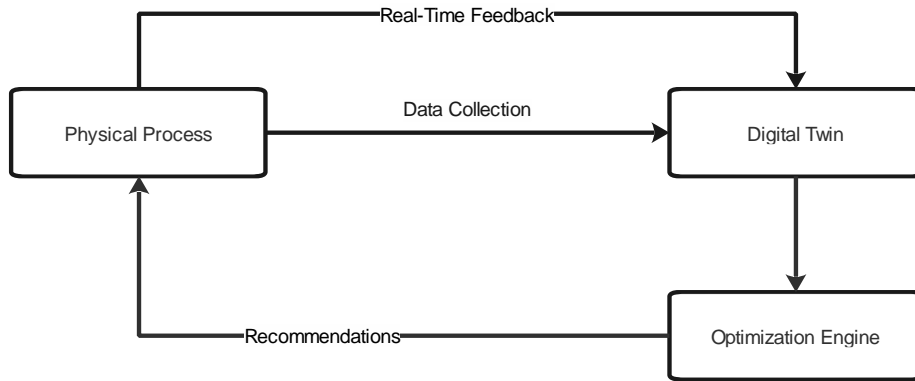 Real-Time Feedback
Data Collection
Physical Process
Digital Twin
Recommendations
Optimization Engine